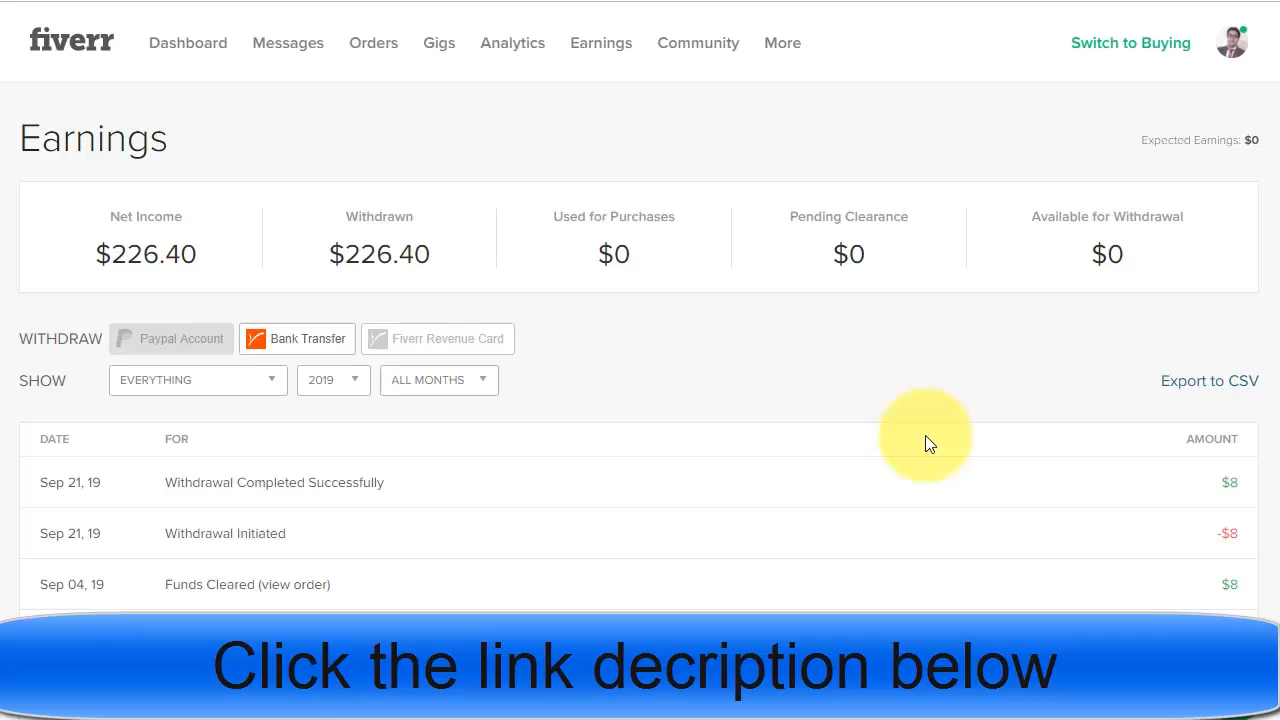 fiverr Dashboard Messages Orders Gigs Analytics Earnings Community More Switch to Buying
Earnings
Expected Earnings: $0
Net Income Withdrawn Used for Purchases Pending Clearance Available for Withdrawal
$226.40 $226.40 $0 $0 $0
WITHDRAW Paypal Account Bank Transfer Fiverr Revenue Card
SHOW EVERYTHING 2019 ALL MONTHS Export to CSV
DATE FOR AMOUNT
Sep 21, 19 Withdrawal Completed Successfully $8
Sep 21, 19 Withdrawal Initiated -$8
Sep 04, 19 Funds Cleared (view order) $8
Click the link decription below